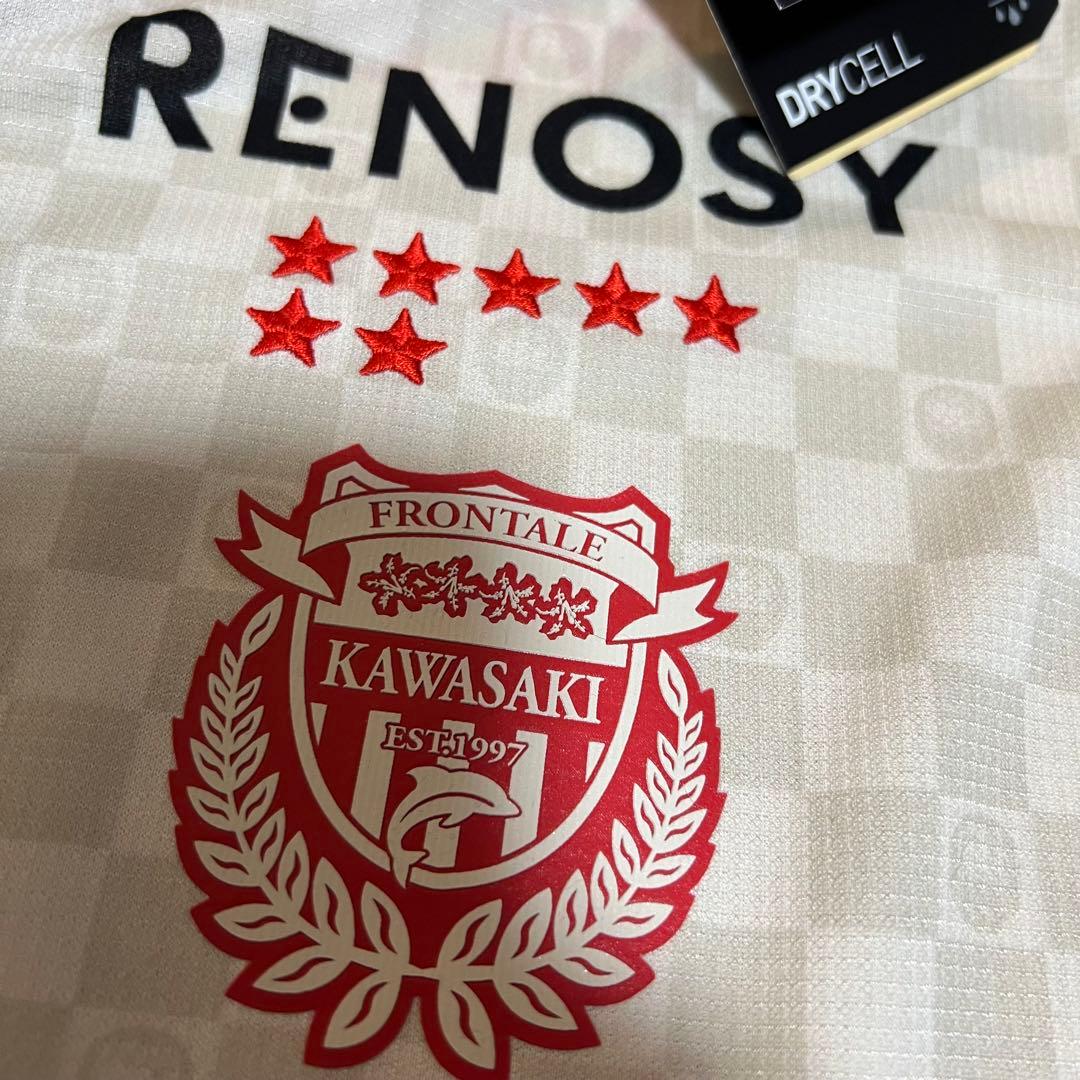 RENOSY
DRYCELL
FRONTALE
KAWASAKI
EST.1997